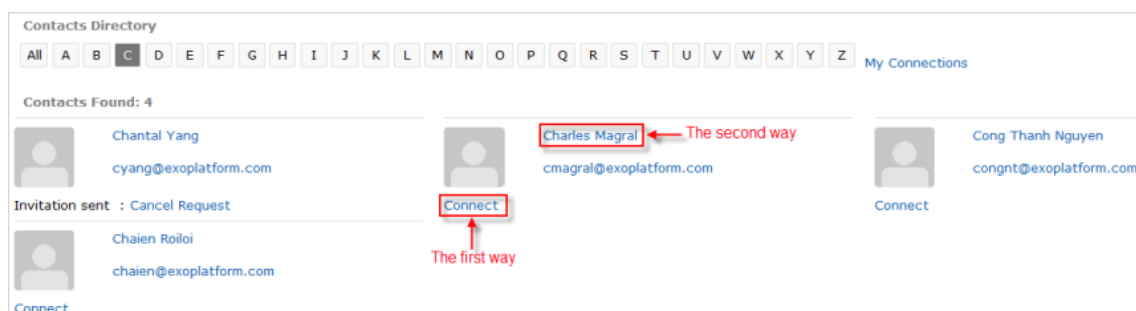 Contacts Directory
All A B C D E F G H I J K L M N O P Q R S T U V W X Y Z My Connections
Contacts Found: 4
Chantal Yang
cyang@exoplatform.com
Invitation sent : Cancel Request
Charles Magral
The second way
cmagral@exoplatform.com
Connect
The first way
Cong Thanh Nguyen
congnt@exoplatform.com
Connect
Chaien Roiloi
chaien@exoplatform.com
Connect